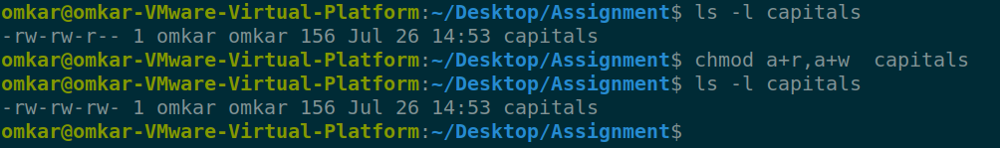 omkar@omkar-VMware-Virtual-Platform:~/Desktop/Assignment$ ls -l capitals
-rw-rw-r-- 1 omkar omkar 156 Jul 26 14:53 capitals
omkar@omkar-VMware-Virtual-Platform:~/Desktop/Assignment$ chmod a+r,a+w  capitals
omkar@omkar-VMware-Virtual-Platform:~/Desktop/Assignment$ ls -l capitals
-rw-rw-rw- 1 omkar omkar 156 Jul 26 14:53 capitals
omkar@omkar-VMware-Virtual-Platform:~/Desktop/Assignment$